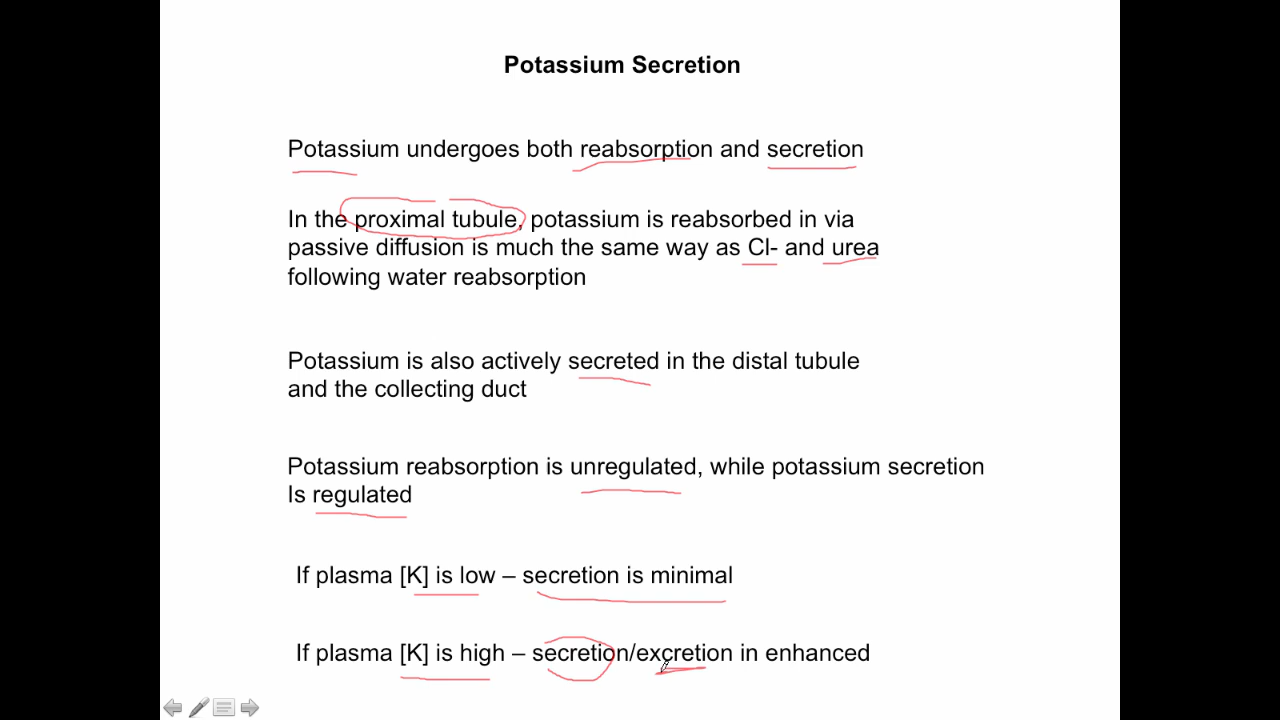 Potassium Secretion
Potassium undergoes both reabsorption and secretion
In the proximal tubule, potassium is reabsorbed in via
passive diffusion is much the same way as Cl- and urea
following water reabsorption
Potassium is also actively secreted in the distal tubule
and the collecting duct
Potassium reabsorption is unregulated, while potassium secretion
Is regulated
If plasma [K] is low – secretion is minimal
If plasma [K] is high – secretion/excretion in enhanced